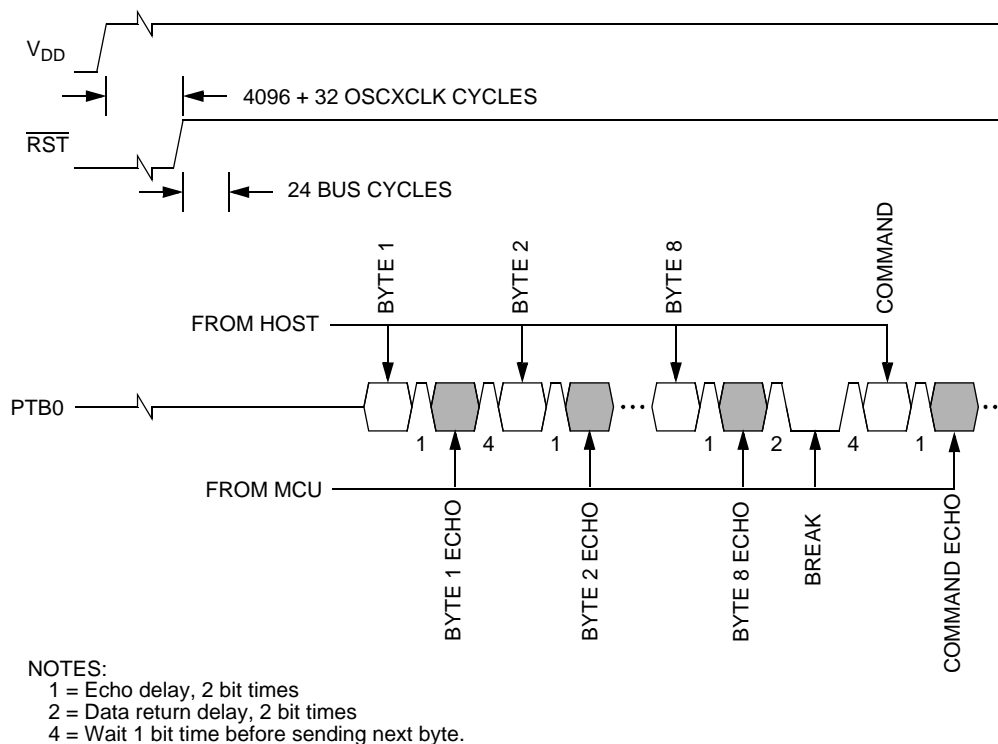 VDD
4096 + 32 OSCXCLK CYCLES
RST
24 BUS CYCLES
BYTE 1
BYTE 2
BYTE 8
COMMAND
FROM HOST
PTB0
...
...
1
4
1
1
2
4
1
FROM MCU
BYTE 1 ECHO
BYTE 2 ECHO
BYTE 8 ECHO
BREAK
COMMAND ECHO
NOTES:
1 = Echo delay, 2 bit times
2 = Data return delay, 2 bit times
4 = Wait 1 bit time before sending next byte.